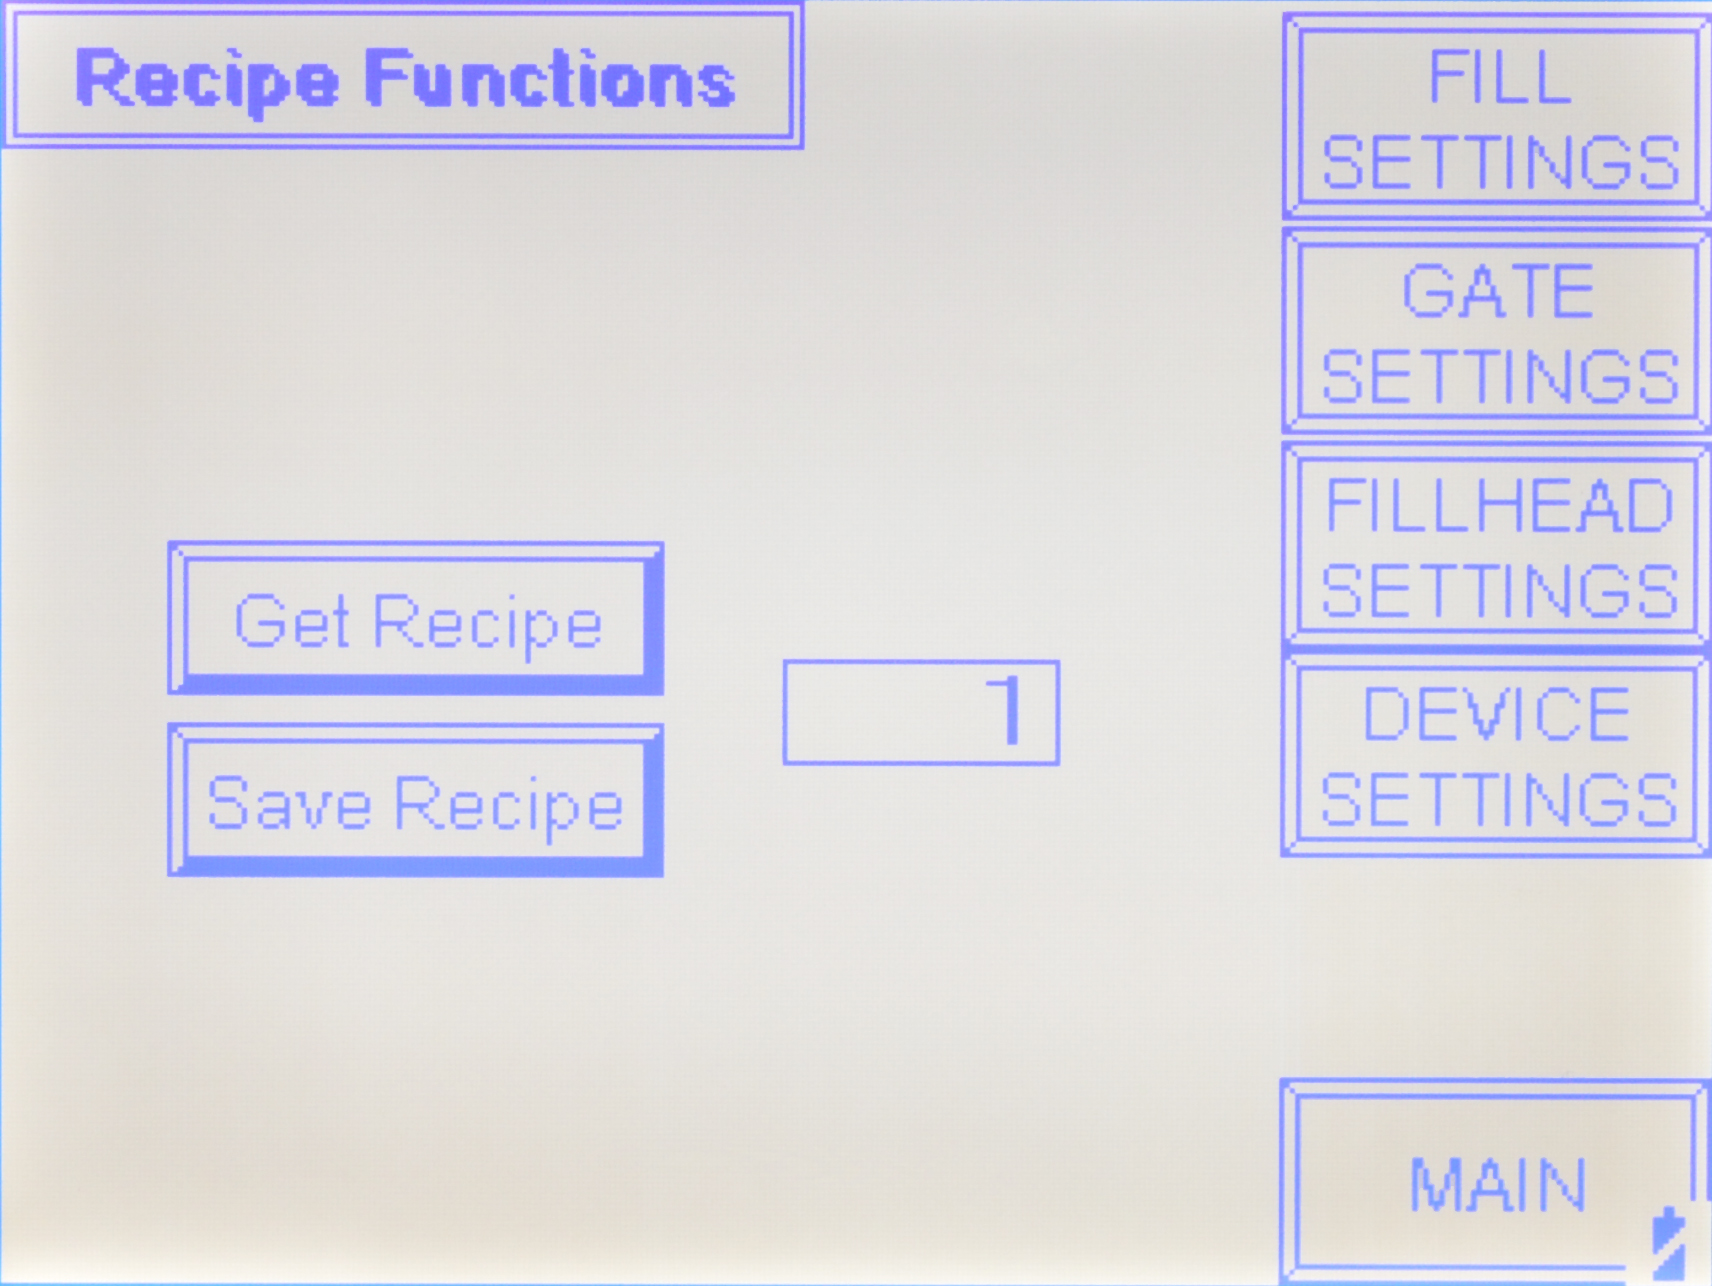 Recipe Functions
FILL
SETTINGS
GATE
SETTINGS
FILLHEAD
SETTINGS
Get Recipe
1
Save Recipe
DEVICE
SETTINGS
MAIN